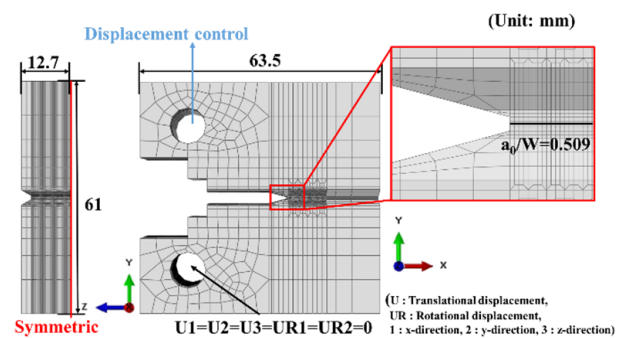 (Unit: mm)
Displacement control
12.7
63.5
a0/W=0.509
61
Y
Z
Y
X
Y
X
Symmetric
U1=U2=U3=UR1=UR2=0
(U : Translational displacement,
UR : Rotational displacement,
1 : x-direction, 2 : y-direction, 3 : z-direction)